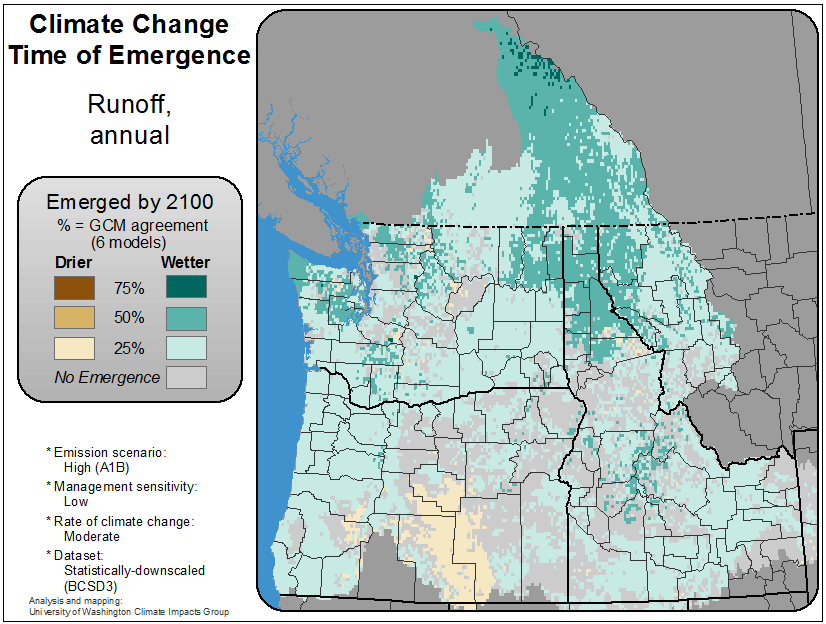 Climate Change
Time of Emergence
Runoff,
annual
Emerged by 2100
% = GCM agreement
(6 models)
Drier Wetter
75%
50%
25%
No Emergence
* Emission scenario:
High (A1B)
* Management sensitivity:
Low
* Rate of climate change:
Moderate
* Dataset:
Statistically-downscaled
(BCSD3)
Analysis and mapping:
University of Washington Climate Impacts Group